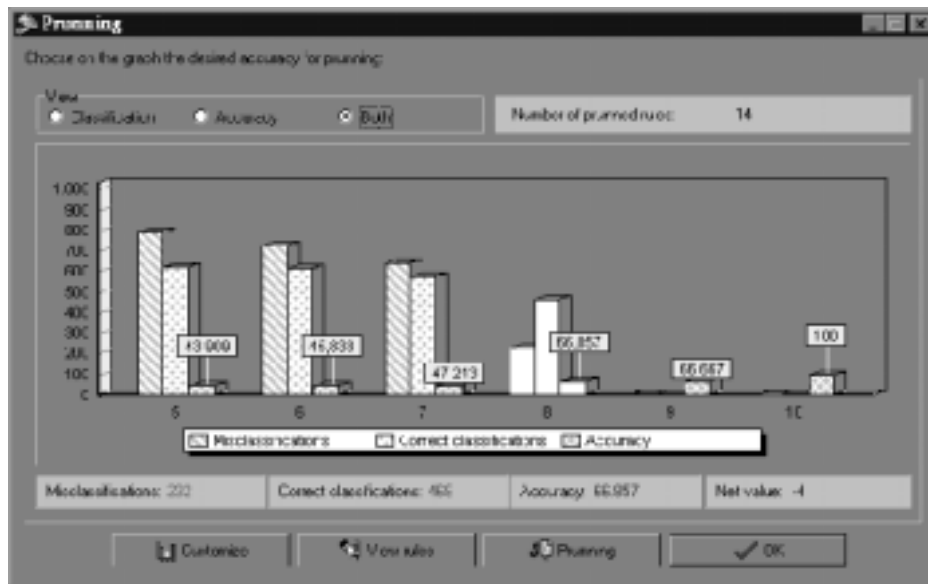 Prunning
Choose on the graph the desired accuracy for prunning:
View
Classification Accuracy Both
Number of prunned rules: 14
1.000
900
800
700
600
500
400
300
200
100
0
43,909 45,833 47,213 66,857 66,667 100
5 6 7 8 9 10
Misclassifications Correct classifications Accuracy
Misclassifications: 232 Correct classifications: 466 Accuracy: 66.857 Net value: -4
Customize View rules Prunning OK